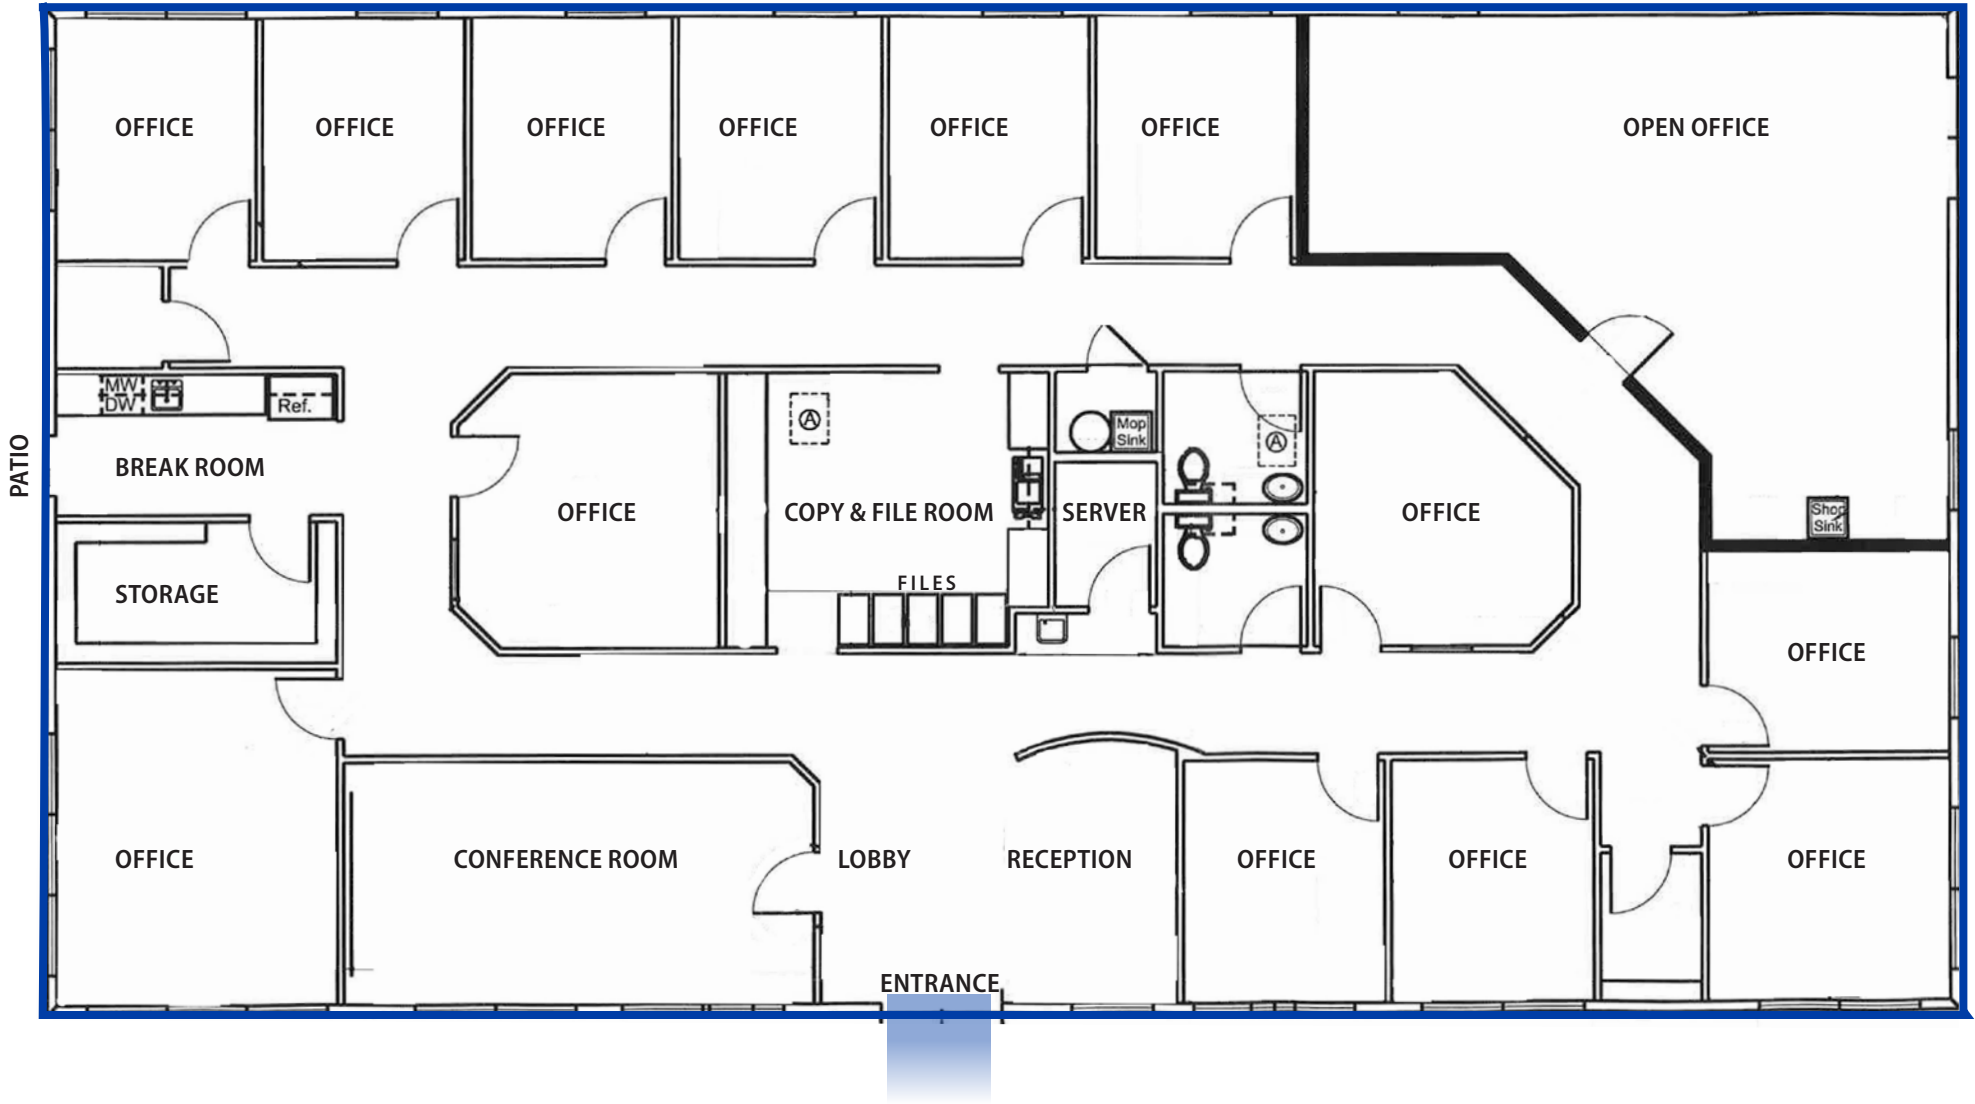 OFFICE
OFFICE
OFFICE
OFFICE
OFFICE
OFFICE
OPEN OFFICE
MW
DW
Ref.
PATIO
BREAK ROOM
A
Mop
Sink
A
OFFICE
COPY & FILE ROOM
SERVER
OFFICE
Shop
Sink
FILES
STORAGE
OFFICE
OFFICE
CONFERENCE ROOM
LOBBY
RECEPTION
OFFICE
OFFICE
OFFICE
ENTRANCE